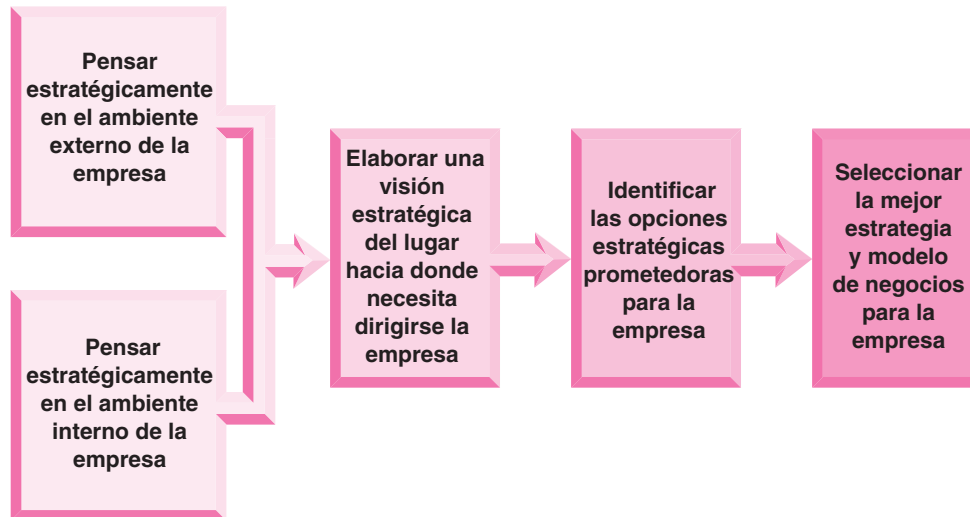 Pensar
estratégicamente
en el ambiente
externo de la
empresa
Pensar
estratégicamente
en el ambiente
interno de la
empresa
Elaborar una
visión
estratégica
del lugar
hacia donde
necesita
dirigirse la
empresa
Identificar
las opciones
estratégicas
prometedoras
para la
empresa
Seleccionar
la mejor
estrategia
y modelo
de negocios
para la
empresa